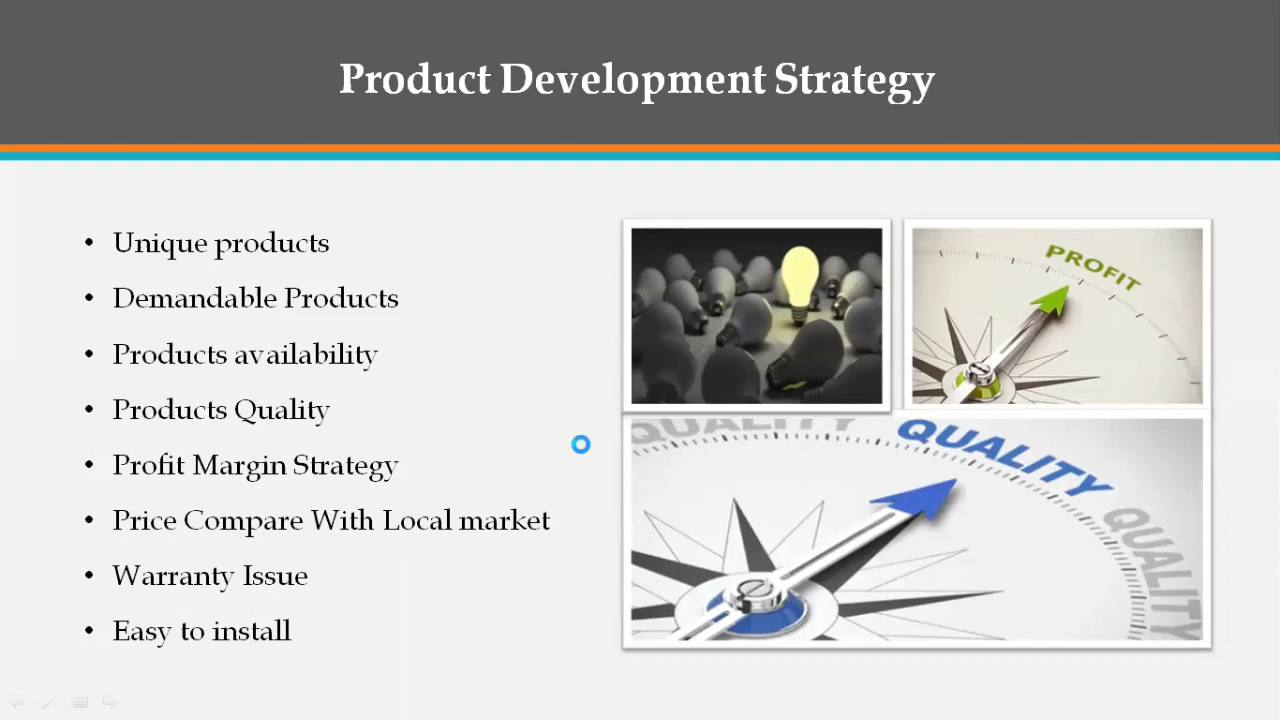 Product Development Strategy
• Unique products
• Demandable Products
• Products availability
• Products Quality
• Profit Margin Strategy
• Price Compare With Local market
• Warranty Issue
• Easy to install
PROFIT
QUALITY
QUALITY
QUALITY